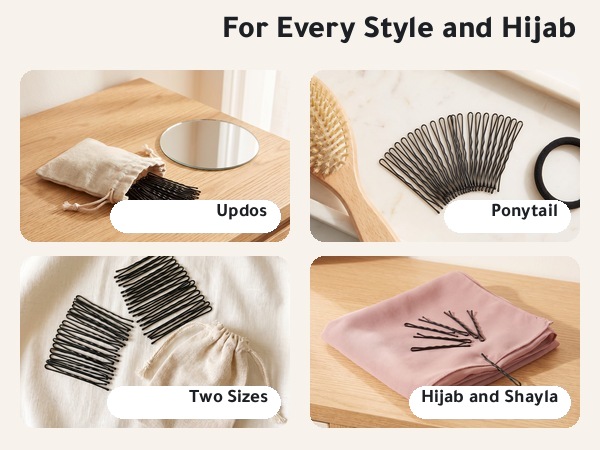 For Every Style and Hijab
Updos
Ponytail
Two Sizes
Hijab and Shayla